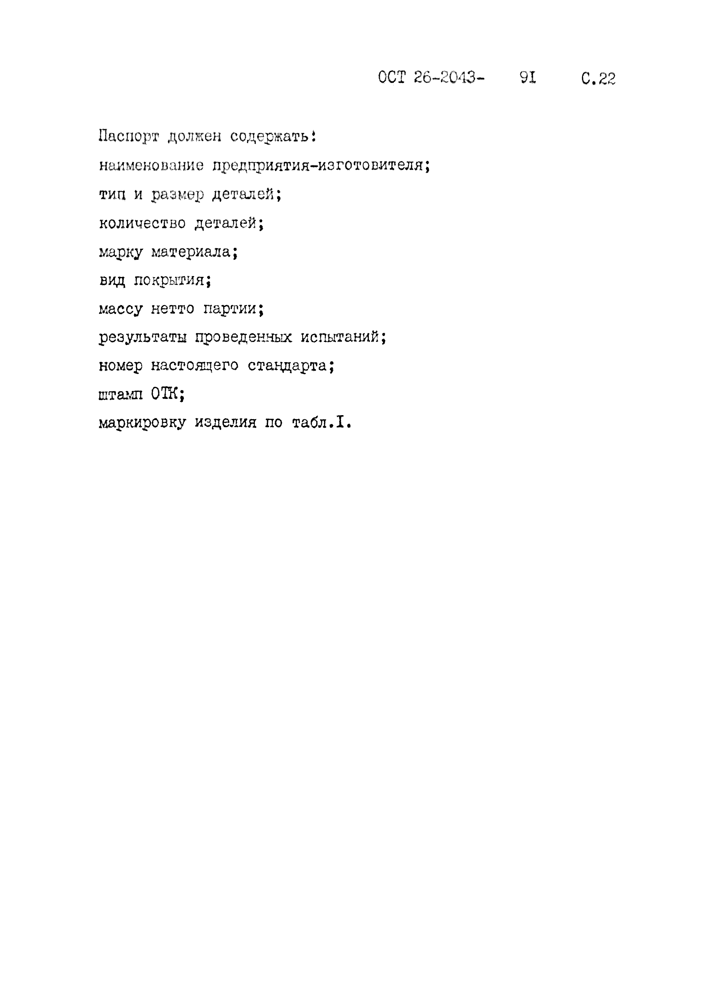 ОСТ 26-2043- 9I С.22
Паспорт должен содержать:
наименование предприятия-изготовителя;
тип и размер деталей;
количество деталей;
марку материала;
вид покрытия;
массу нетто партии;
результаты проведенных испытаний;
номер настоящего стандарта;
штамп ОТК;
маркировку изделия по табл.I.